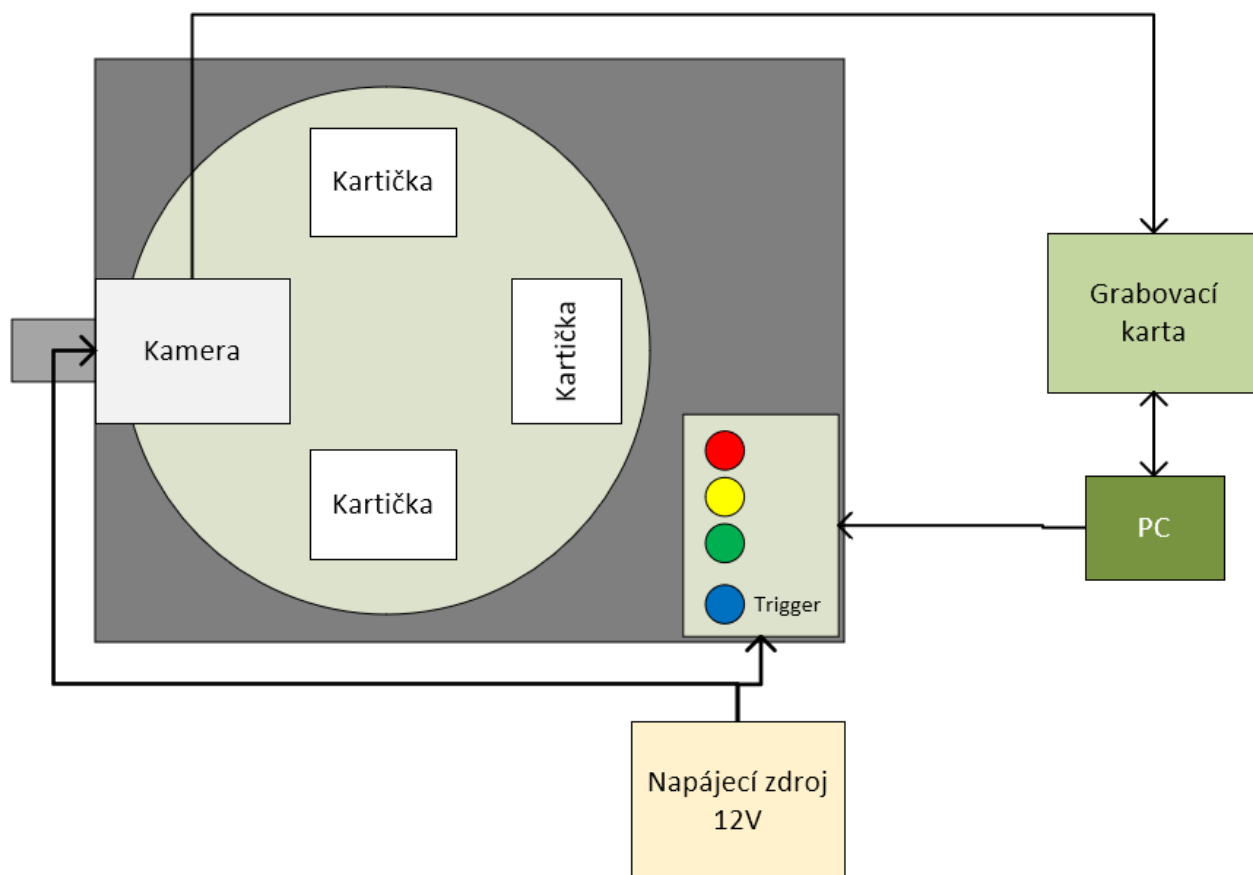 Kartička
Kamera
Kartička
Kartička
Trigger
Grabovací
karta
PC
Napájecí zdroj
12V